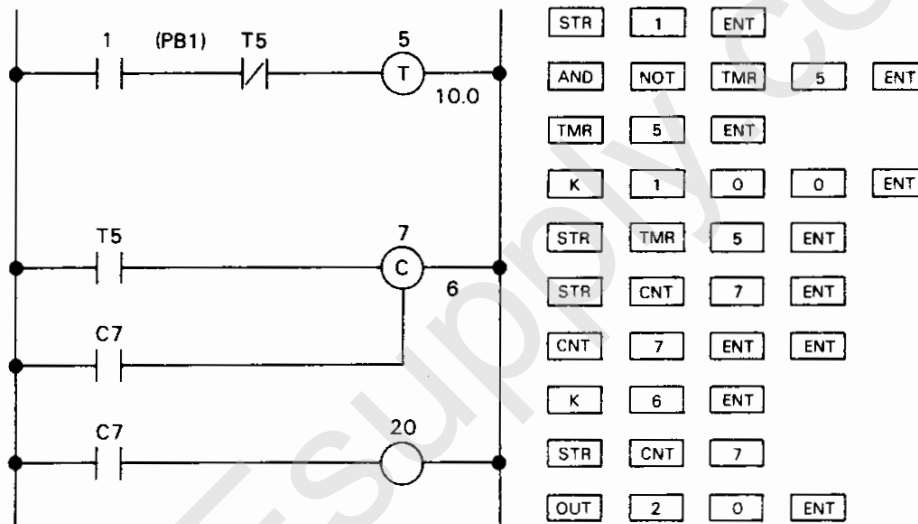 1 (PB1) T5 5
T
10.0
T5 7
C
6
C7
C7 20
STR 1 ENT
AND NOT TMR 5 ENT
TMR 5 ENT
K 1 0 0 ENT
STR TMR 5 ENT
STR CNT 7 ENT
CNT 7 ENT ENT
K 6 ENT
STR CNT 7
OUT 2 0 ENT
Esupply.co